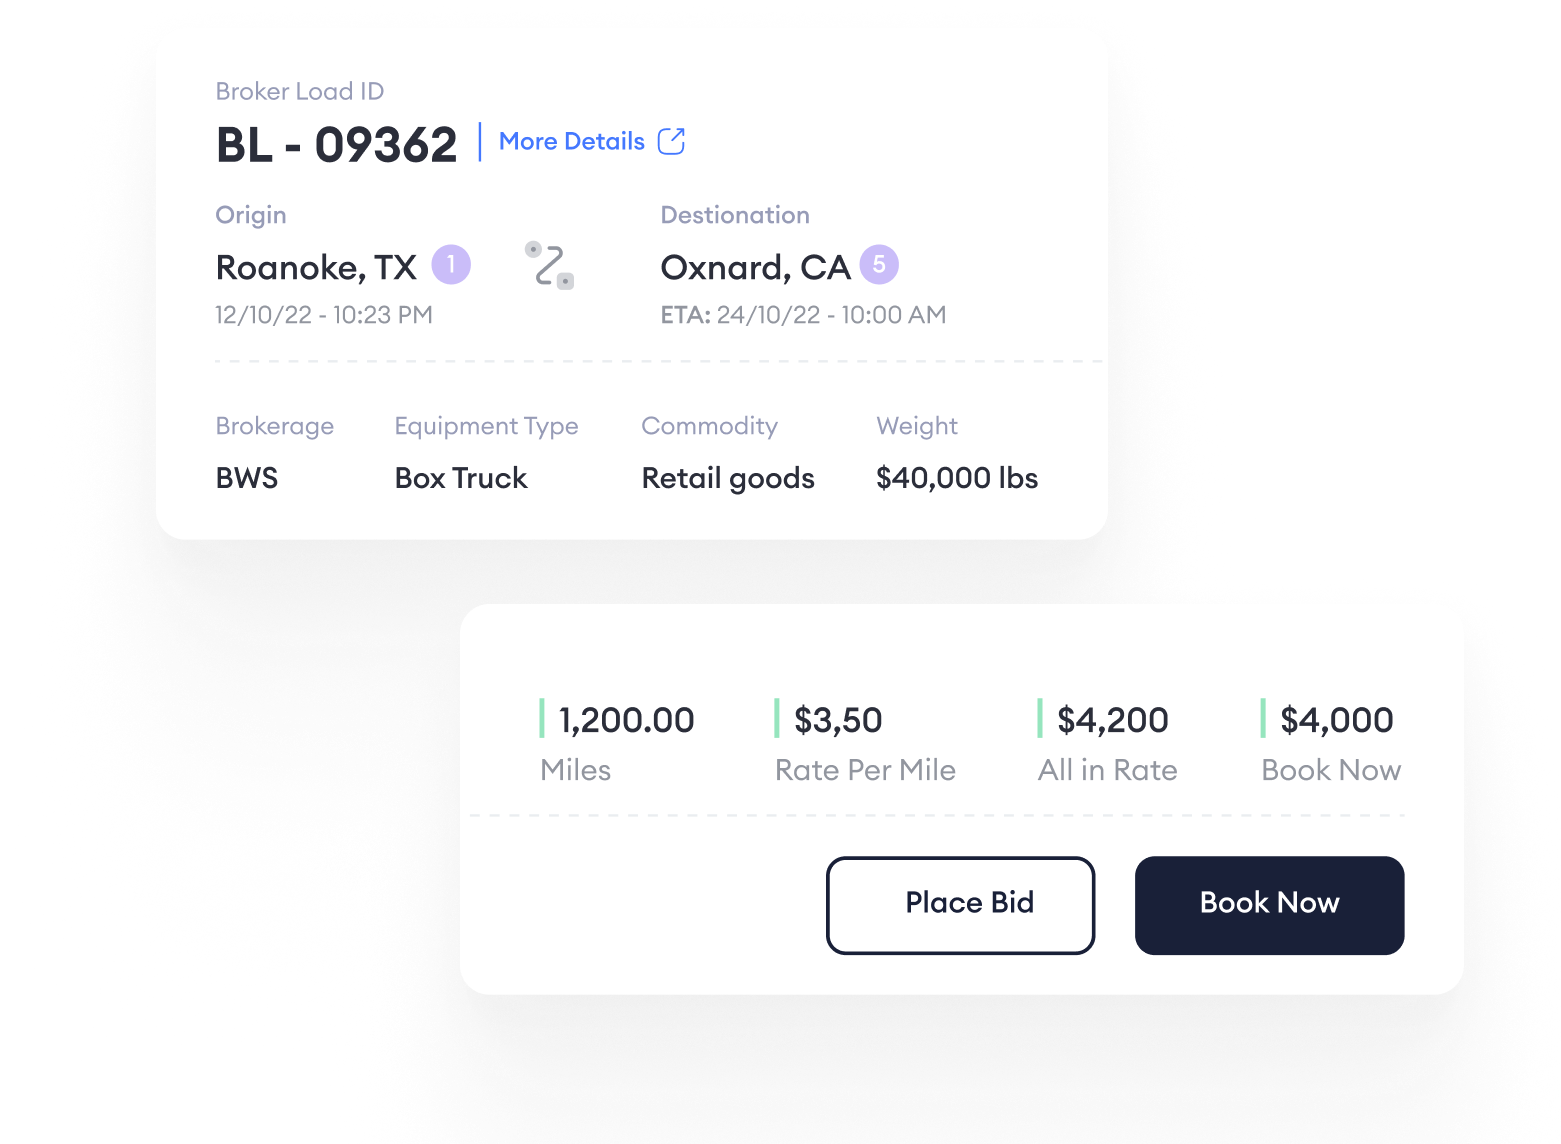 Broker Load ID
BL - 09362 More Details
Origin Destionation
Roanoke, TX 1 Oxnard, CA 5
12/10/22 - 10:23 PM ETA: 24/10/22 - 10:00 AM
Brokerage Equipment Type Commodity Weight
BWS Box Truck Retail goods $40,000 lbs
1,200.00 $3,50 $4,200 $4,000
Miles Rate Per Mile All in Rate Book Now
Place Bid Book Now